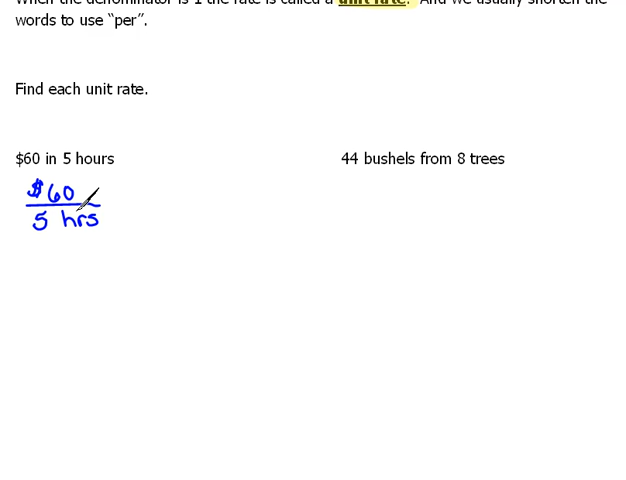 When the denominator is 1 the rate is called a unit rate. And we usually shorten the
words to use “per”.
Find each unit rate.
$60 in 5 hours
44 bushels from 8 trees
$60
5 hrs